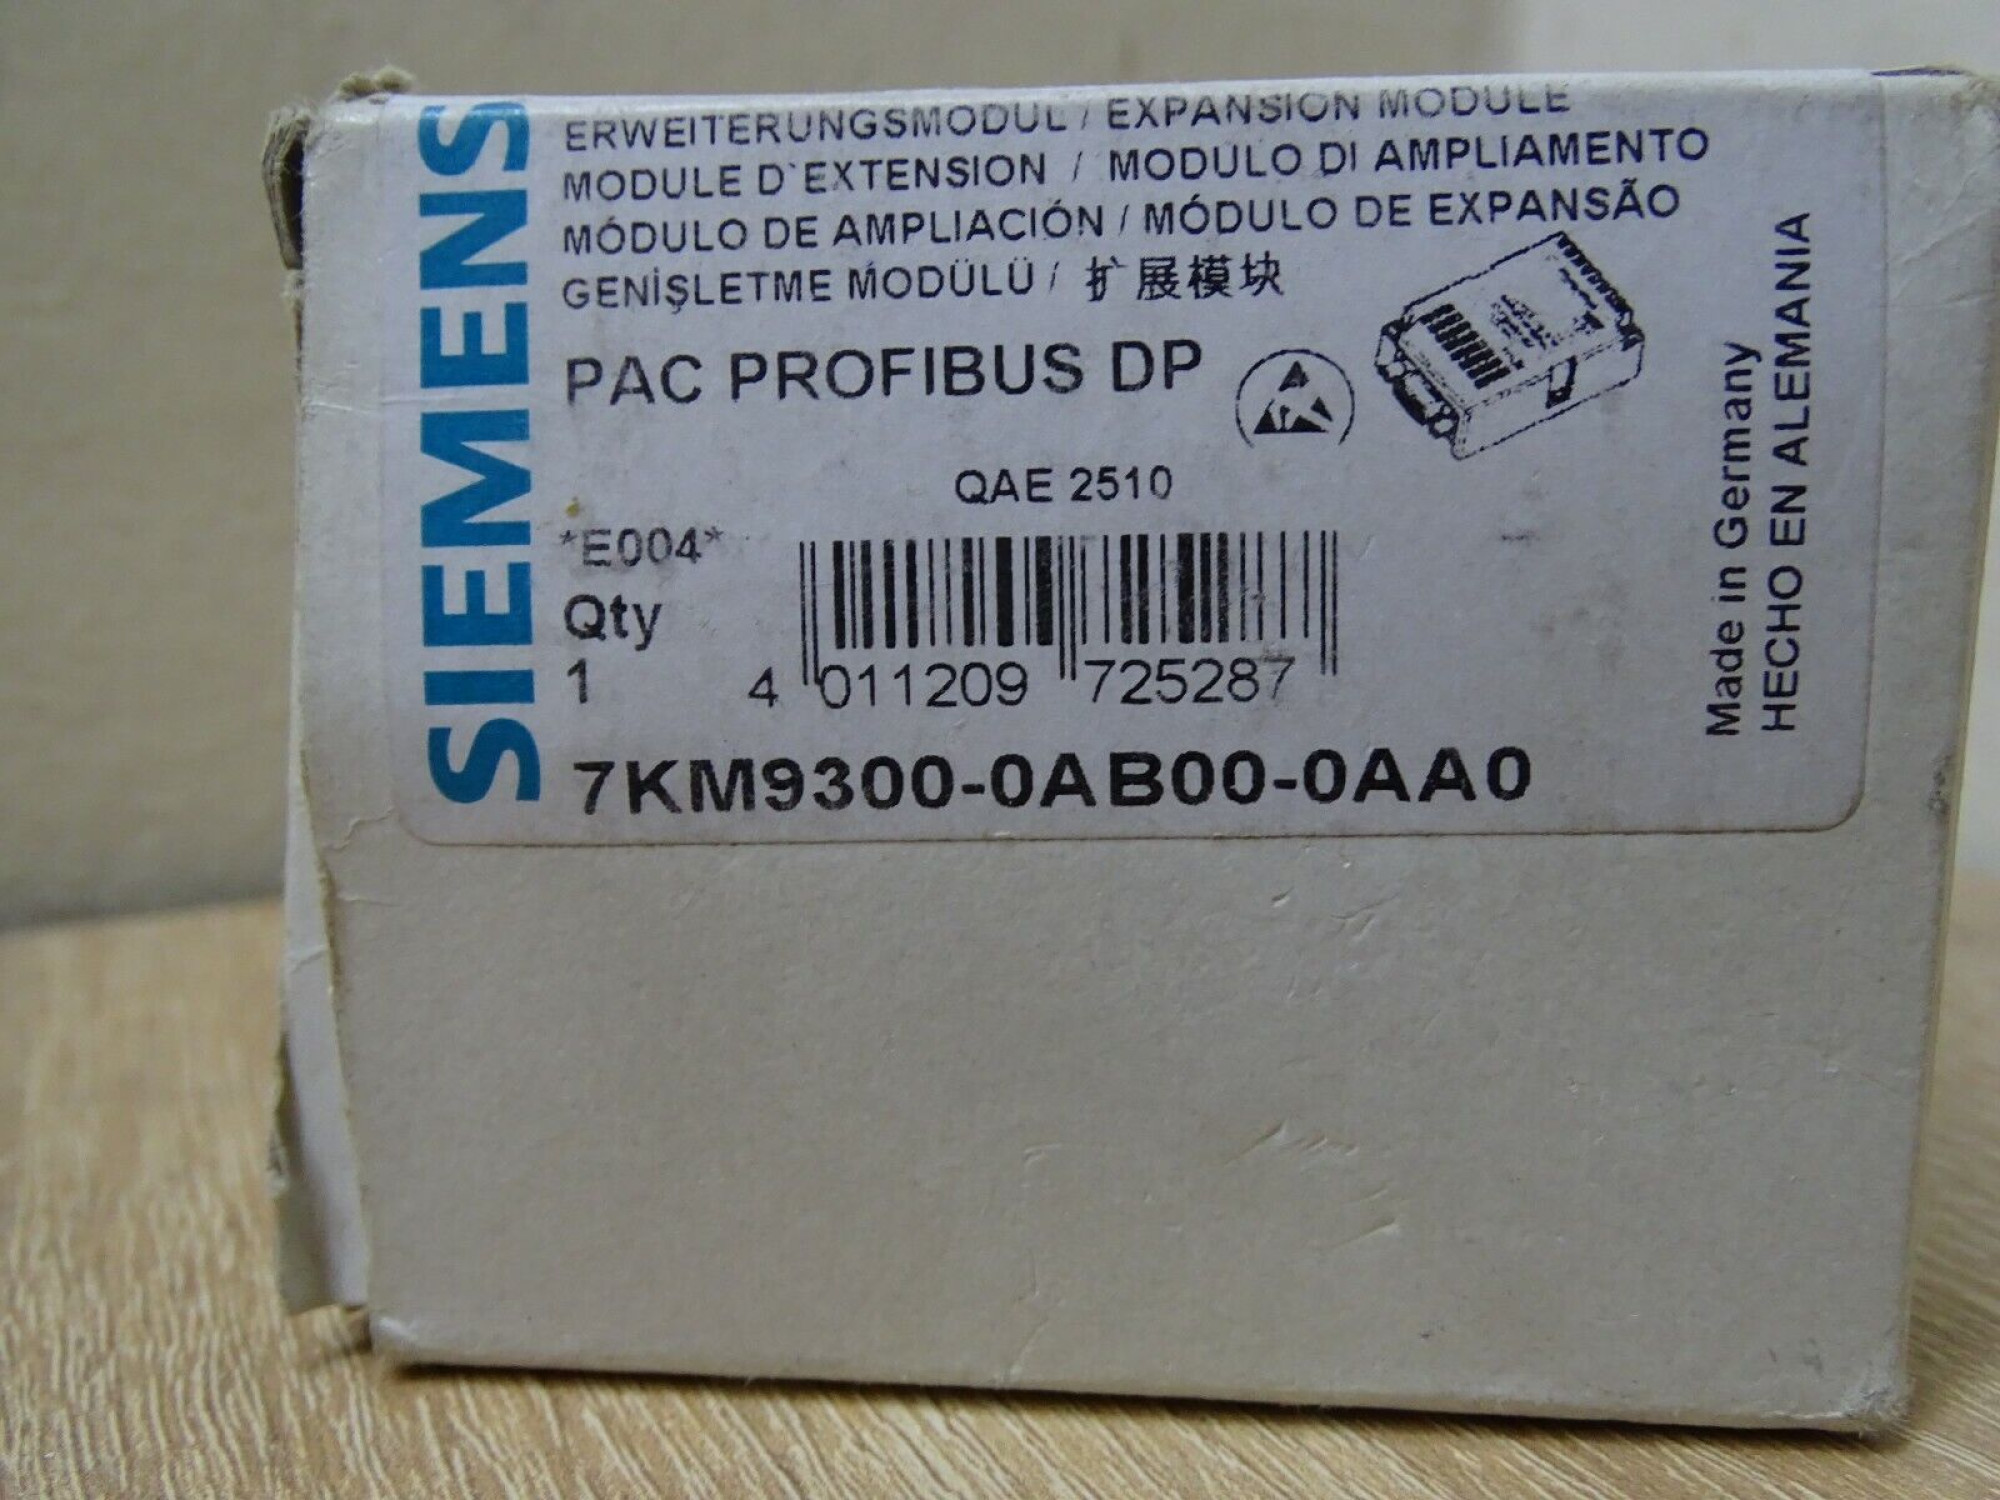 SIEMENS
ERWEITERUNGSMODUL / EXPANSION MODULE
MODULE D`EXTENSION / MODULO DI AMPLIAMENTO
MÓDULO DE AMPLIACIÓN / MÓDULO DE EXPANSÃO
GENİŞLETME MODÜLÜ / 扩展模块
PAC PROFIBUS DP
QAE 2510
*E004*
Qty
1
4 011209 725287
7KM9300-0AB00-0AA0
Made in Germany
HECHO EN ALEMANIA